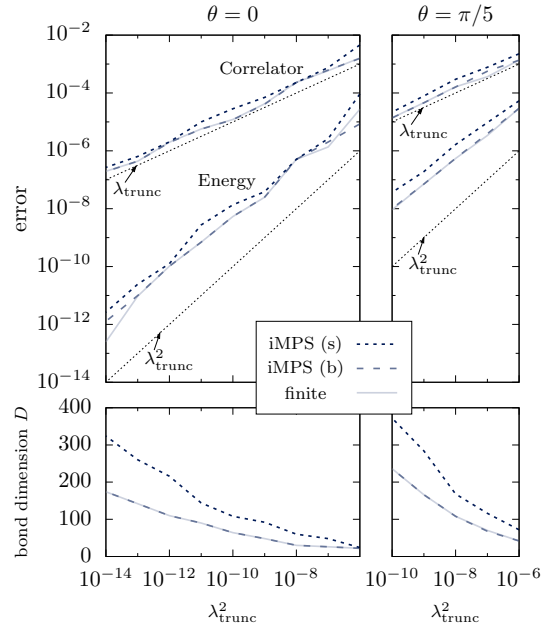 θ = 0
θ = π/5
error
10⁻²
10⁻⁴
10⁻⁶
10⁻⁸
10⁻¹⁰
10⁻¹²
10⁻¹⁴
Correlator
λ_trunc
Energy
λ²_trunc
λ_trunc
λ²_trunc
iMPS (s)
iMPS (b)
finite
bond dimension D
400
300
200
100
0
10⁻¹⁴ 10⁻¹² 10⁻¹⁰ 10⁻⁸
10⁻¹⁰ 10⁻⁸ 10⁻⁶
λ²_trunc
λ²_trunc